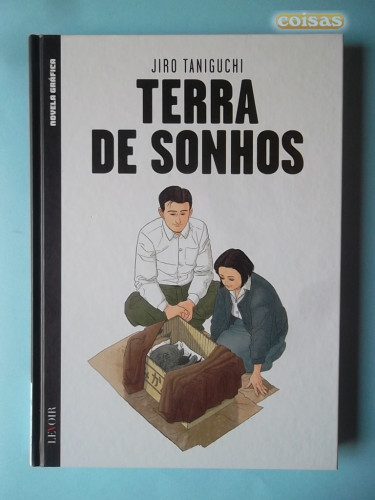 coisas
NOVELA GRÁFICA
JIRO TANIGUCHI
TERRA
DE SONHOS
LEVOIR